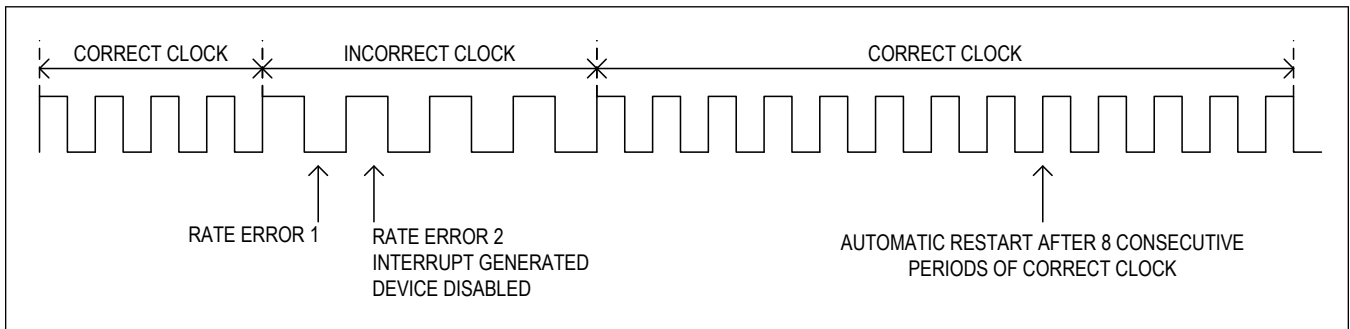 CORRECT CLOCK
INCORRECT CLOCK
CORRECT CLOCK
RATE ERROR 1
RATE ERROR 2
INTERRUPT GENERATED
DEVICE DISABLED
AUTOMATIC RESTART AFTER 8 CONSECUTIVE
PERIODS OF CORRECT CLOCK